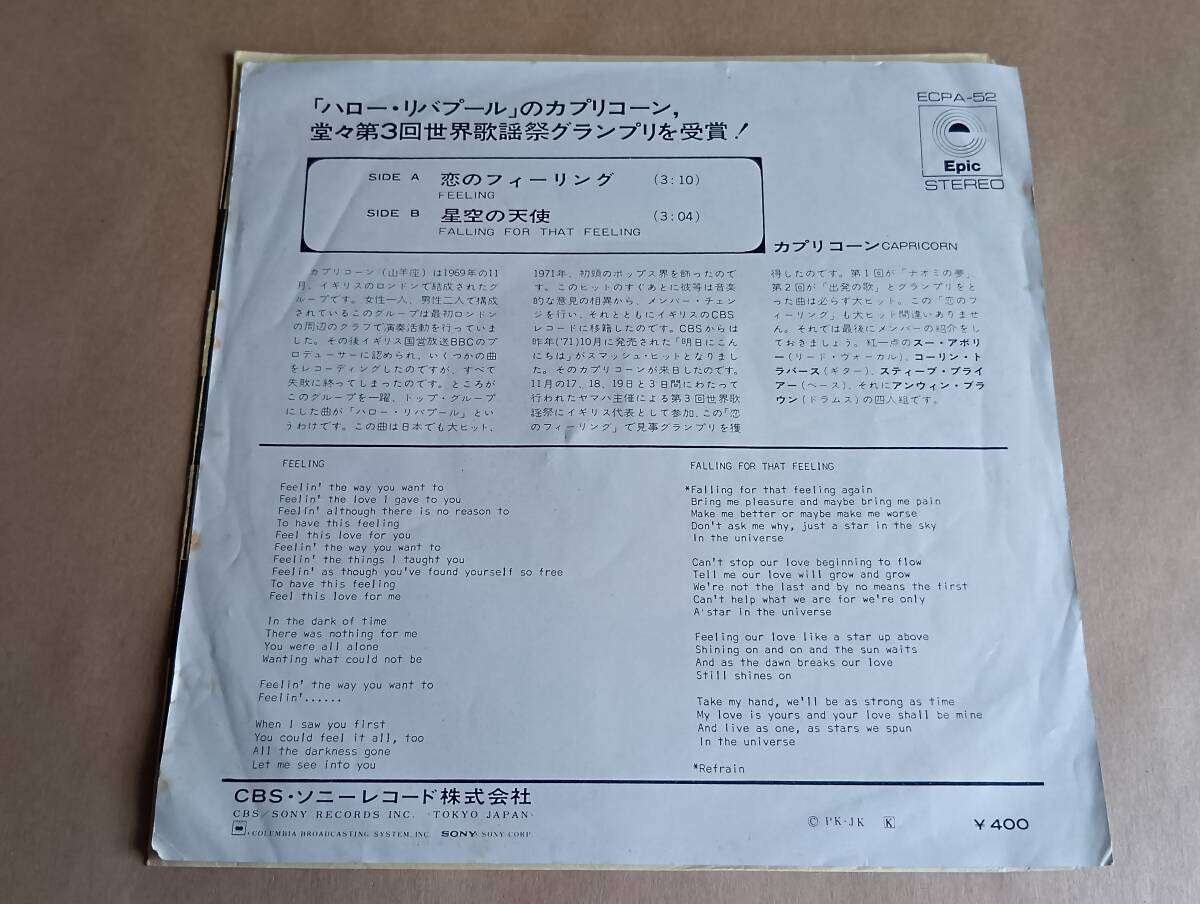 「ハロー・リバプール」のカプリコーン,
堂々第3回世界歌謡祭グランプリを受賞!
ECPA-52
Epic
STEREO
SIDE A 恋のフィーリング (3:10)
FEELING
SIDE B 星空の天使 (3:04)
FALLING FOR THAT FEELING
カプリコーン CAPRICORN
カプリコーン(山羊座)は1969年の11
月、イギリスのロンドンで結成されたグ
ループです。女性一人、男性二人で構成
されているこのグループは最初ロンドン
の周辺のクラブで演奏活動を行っていま
した。その後イギリス国営放送BBCのプ
ロデューサーに認められ、いくつかの曲
をレコーディングしたのですが、すべて
失敗に終ってしまったのです。ところが
このグループを一躍、トップ・グループ
にした曲が「ハロー・リバプール」とい
うわけです。この曲は日本でも大ヒット、
1971年、初頭のポップス界を飾ったので
す。このヒットのすぐあとに彼等は音楽
的な意見の相異から、メンバー・チェン
ジを行い、それとともにイギリスのCBS
レコードに移籍したのです。CBSからは
昨年('71)10月に発売された「明日にこん
にちは」がスマッシュ・ヒットとなりまし
た。そのカプリコーンが来日したのです。
11月の17、18、19日と3日間にわたって
行われたヤマハ主催による第3回世界歌
謡祭にイギリス代表として参加、この「恋
のフィーリング」で見事グランプリを獲
得したのです。第1回が「ナオミの夢」、
第2回が「出発の歌」とグランプリをと
った曲は必らず大ヒット。この「恋のフ
ィーリング」も大ヒット間違いありませ
ん。それでは最後にメンバーの紹介をし
ておきましょう。紅一点のスー・アボリ
ー(リード・ヴォーカル)、コーリン・ト
ラバース(ギター)、スティーブ・プライ
アー(ベース)、それにアンウィン・ブラ
ウン(ドラムス)の四人組です。
FEELING
Feelin' the way you want to
Feelin' the love I gave to you
Feelin' although there is no reason to
To have this feeling
Feel this love for you
Feelin' the way you want to
Feelin' the things I taught you
Feelin' as though you've found yourself so free
To have this feeling
Feel this love for me
In the dark of time
There was nothing for me
You were all alone
Wanting what could not be
Feelin' the way you want to
Feelin'......
When I saw you first
You could feel it all, too
All the darkness gone
Let me see into you
FALLING FOR THAT FEELING
*Falling for that feeling again
Bring me pleasure and maybe bring me pain
Make me better or maybe make me worse
Don't ask me why, just a star in the sky
In the universe
Can't stop our love beginning to flow
Tell me our love will grow and grow
We're not the last and by no means the first
Can't help what we are for we're only
A star in the universe
Feeling our love like a star up above
Shining on and on and the sun waits
And as the dawn breaks our love
Still shines on
Take my hand, we'll be as strong as time
My love is yours and your love shall be mine
And live as one, as stars we spun
In the universe
*Refrain
CBS・ソニーレコード株式会社
CBS/SONY RECORDS INC. <TOKYO JAPAN>
COLUMBIA BROADCASTING SYSTEM, INC. SONY SONY CORP.
© PK・JK K
¥400